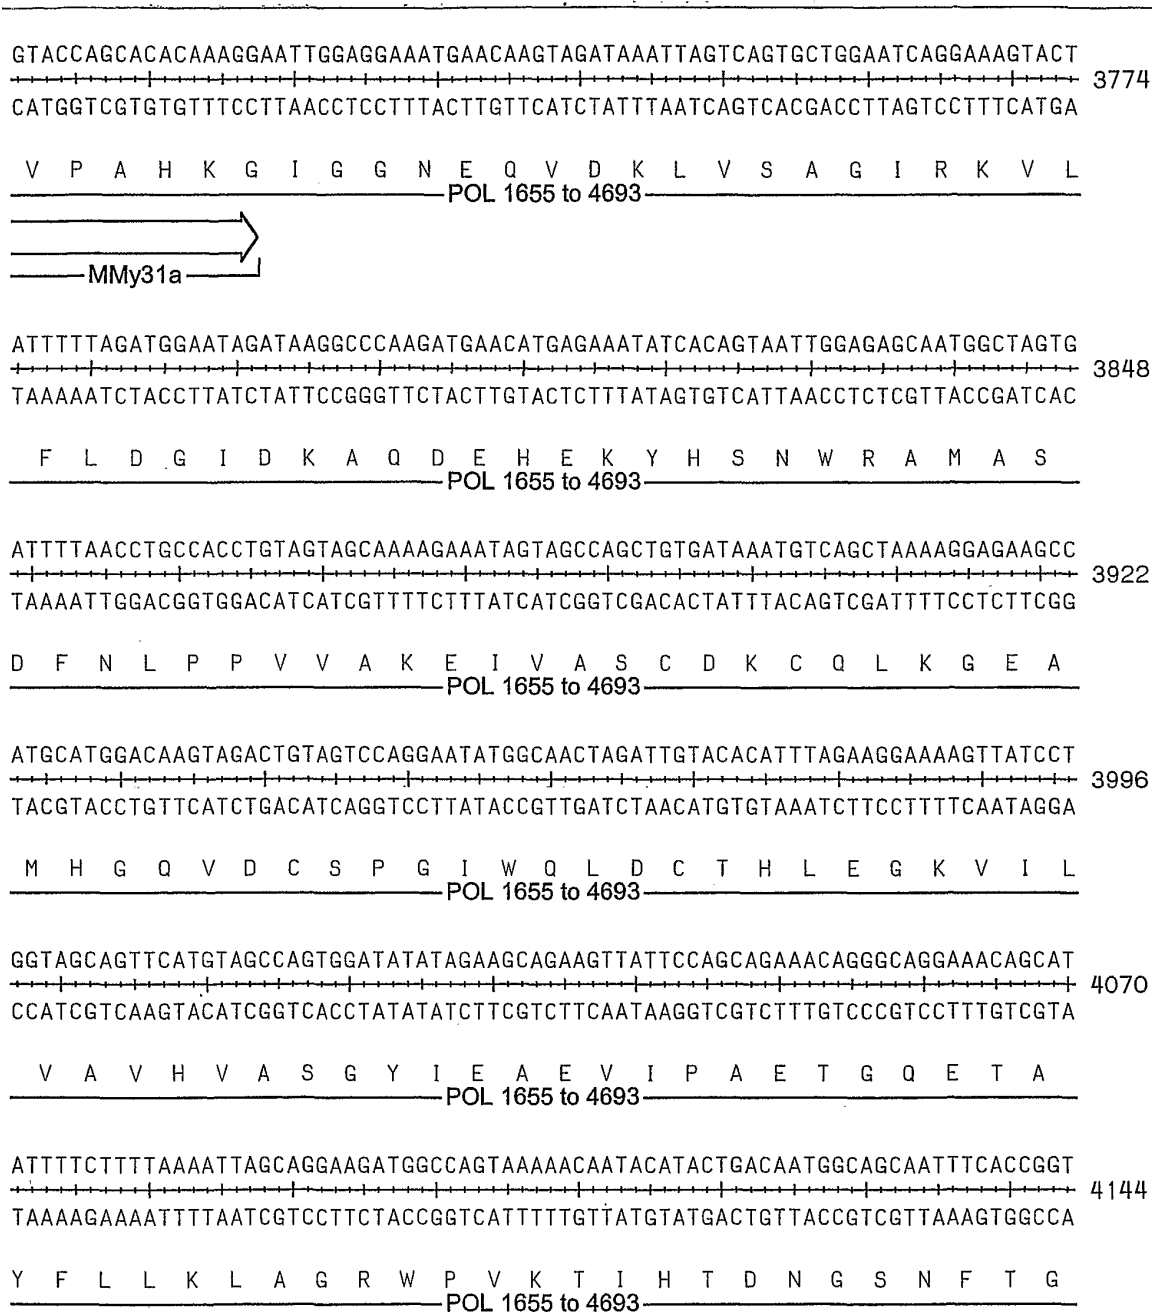 GTACCAGCACACAAAGGAATTGGAGGAAATGAACAAGTAGATAAATTAGTCAGTGCTGGAATCAGGAAAGTACT
3774
CATGGTCGTGTGTTTCCTTAACCTCCTTTACTTGTTCATCTATTTAATCAGTCACGACCTTAGTCCTTTCATGA
V P A H K G I G G N E Q V D K L V S A G I R K V L
POL 1655 to 4693
MMy31a
ATTTTTAGATGGAATAGATAAGGCCCAAGATGAACATGAGAAATATCACAGTAATTGGAGAGCAATGGCTAGTG
3848
TAAAAATCTACCTTATCTATTCCGGGTTCTACTTGTACTCTTTATAGTGTCATTAACCTCTCGTTACCGATCAC
F L D G I D K A Q D E H E K Y H S N W R A M A S
POL 1655 to 4693
ATTTTAACCTGCCACCTGTAGTAGCAAAAGAAATAGTAGCCAGCTGTGATAAATGTCAGCTAAAAGGAGAAGCC
3922
TAAAATTGGACGGTGGACATCATCGTTTTCTTTATCATCGGTCGACACTATTTACAGTCGATTTTCCTCTTCGG
D F N L P P V V A K E I V A S C D K C Q L K G E A
POL 1655 to 4693
ATGCATGGACAAGTAGACTGTAGTCCAGGAATATGGCAACTAGATTGTACACATTTAGAAGGAAAAGTTATCCT
3996
TACGTACCTGTTCATCTGACATCAGGTCCTTATACCGTTGATCTAACATGTGTAAATCTTCCTTTTCAATAGGA
M H G Q V D C S P G I W Q L D C T H L E G K V I L
POL 1655 to 4693
GGTAGCAGTTCATGTAGCCAGTGGATATATAGAAGCAGAAGTTATTCCAGCAGAAACAGGGCAGGAAACAGCAT
4070
CCATCGTCAAGTACATCGGTCACCTATATATCTTCGTCTTCAATAAGGTCGTCTTTGTCCCGTCCTTTGTCGTA
V A V H V A S G Y I E A E V I P A E T G Q E T A
POL 1655 to 4693
ATTTTCTTTTAAAATTAGCAGGAAGATGGCCAGTAAAAACAATACATACTGACAATGGCAGCAATTTCACCGGT
4144
TAAAAGAAAATTTTAATCGTCCTTCTACCGGTCATTTTTGTTATGTATGACTGTTACCGTCGTTAAAGTGGCCA
Y F L L K L A G R W P V K T I H T D N G S N F T G
POL 1655 to 4693